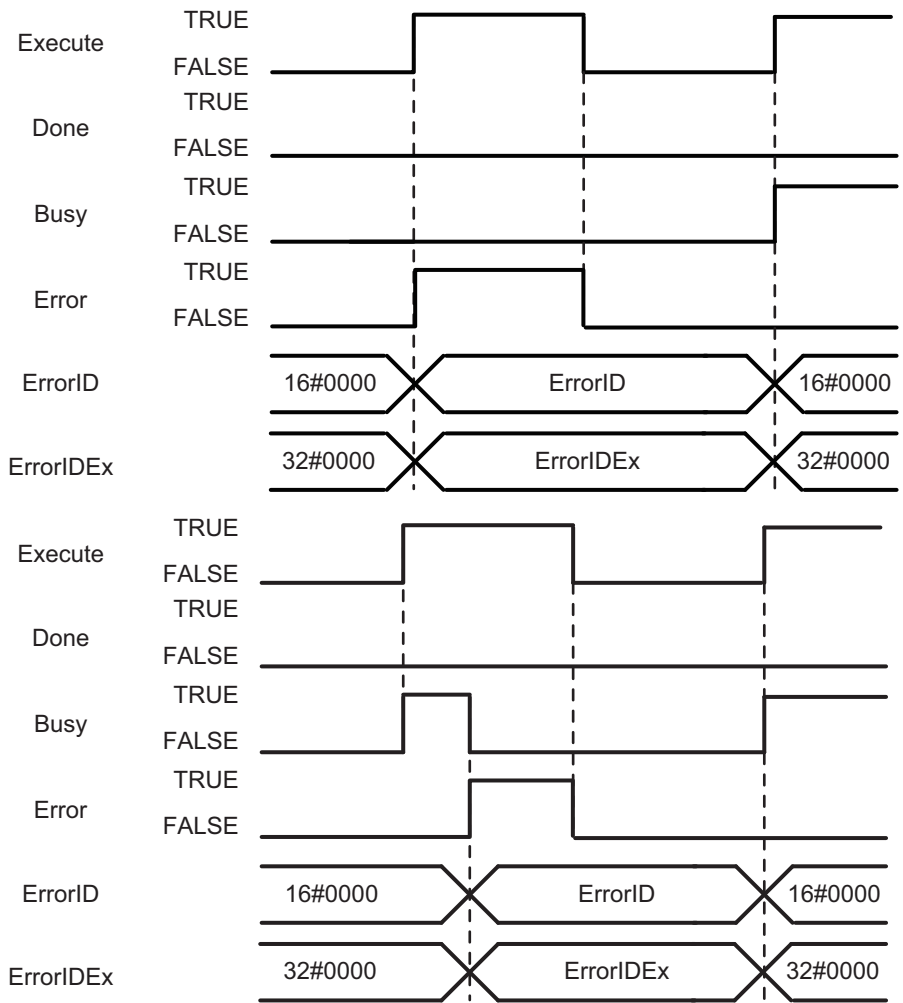 Execute
TRUE
FALSE
Done
TRUE
FALSE
Busy
TRUE
FALSE
Error
TRUE
FALSE
ErrorID
16#0000
ErrorID
16#0000
ErrorIDEx
32#0000
ErrorIDEx
32#0000
Execute
TRUE
FALSE
Done
TRUE
FALSE
Busy
TRUE
FALSE
Error
TRUE
FALSE
ErrorID
16#0000
ErrorID
16#0000
ErrorIDEx
32#0000
ErrorIDEx
32#0000